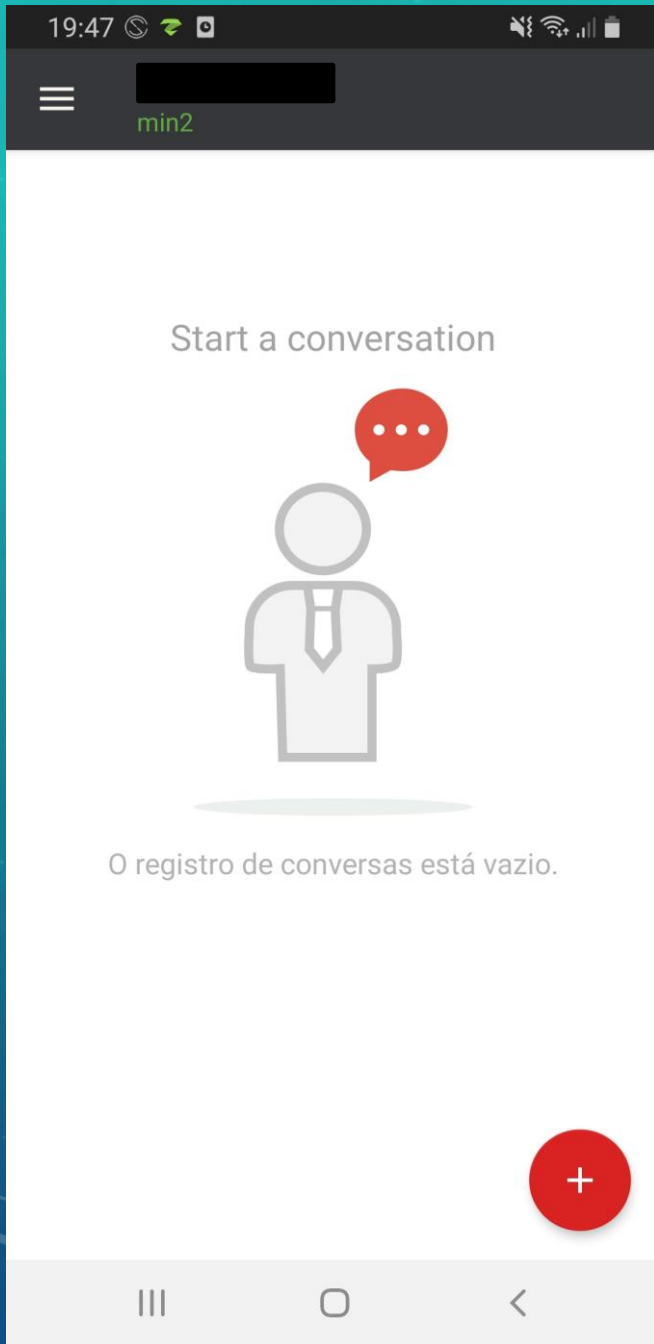 19:47
min2
Start a conversation
O registro de conversas está vazio.